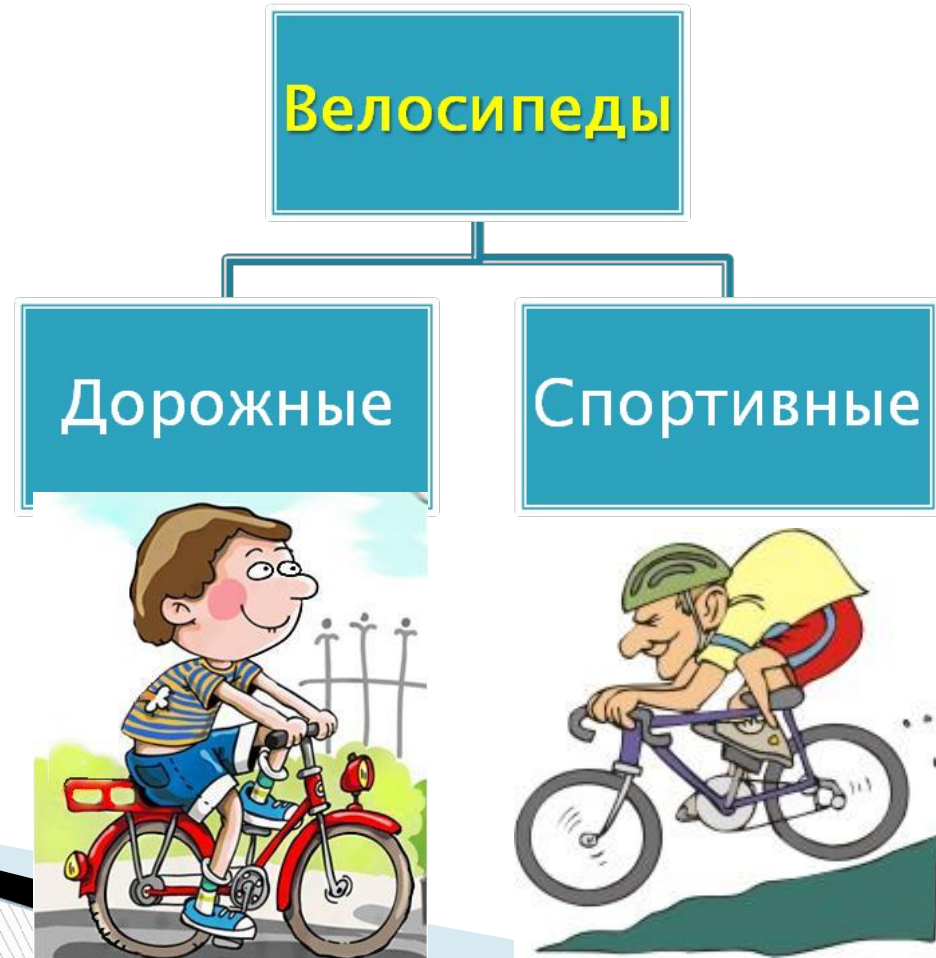 Велосипеды
Дорожные
Спортивные